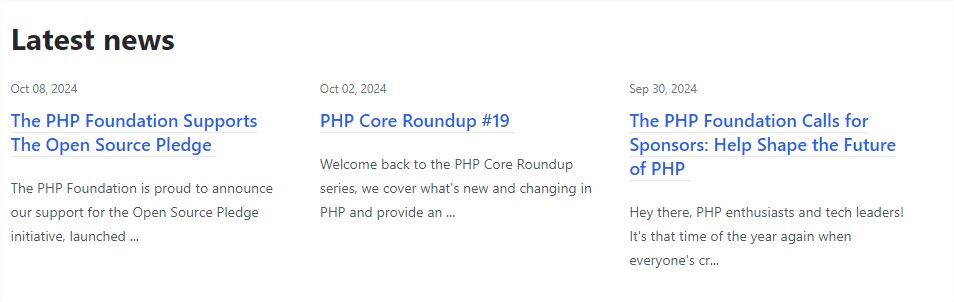 Latest news
Oct 08, 2024
The PHP Foundation Supports
The Open Source Pledge
The PHP Foundation is proud to announce
our support for the Open Source Pledge
initiative, launched ...
Oct 02, 2024
PHP Core Roundup #19
Welcome back to the PHP Core Roundup
series, we cover what's new and changing in
PHP and provide an ...
Sep 30, 2024
The PHP Foundation Calls for
Sponsors: Help Shape the Future
of PHP
Hey there, PHP enthusiasts and tech leaders!
It's that time of the year again when
everyone's cr...